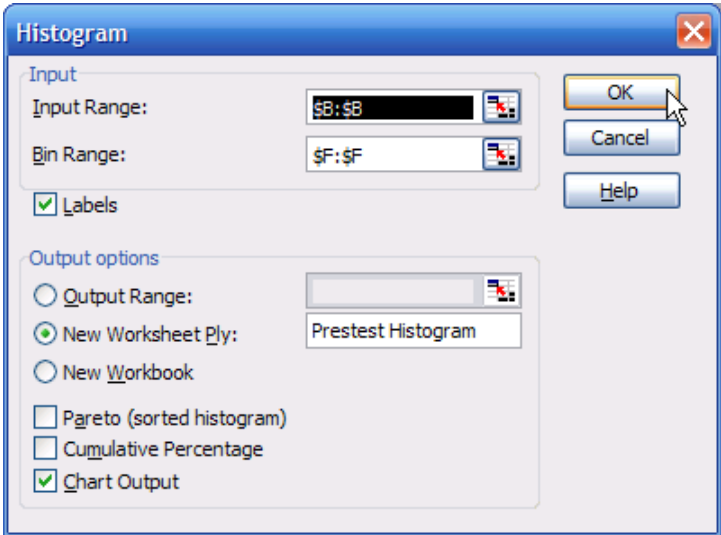 Histogram
Input
Input Range: $B:$B
Bin Range: $F:$F
Labels
OK
Cancel
Help
Output options
Output Range:
New Worksheet Ply: Prestest Histogram
New Workbook
Pareto (sorted histogram)
Cumulative Percentage
Chart Output